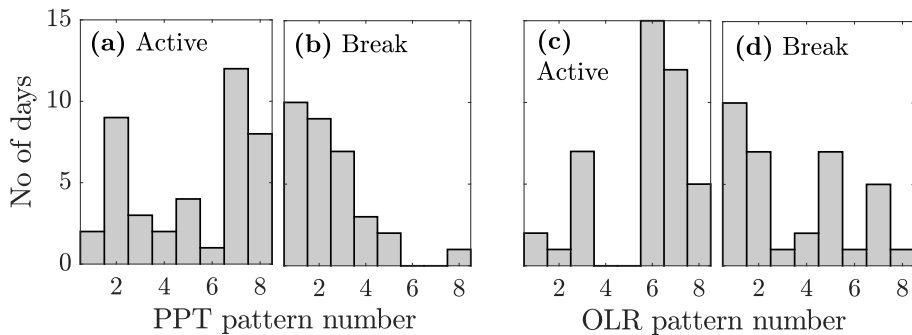 15
10
5
0
No of days
(a) Active
(b) Break
(c)
Active
(d) Break
2 4 6 8
2 4 6 8
2 4 6 8
2 4 6 8
PPT pattern number
OLR pattern number